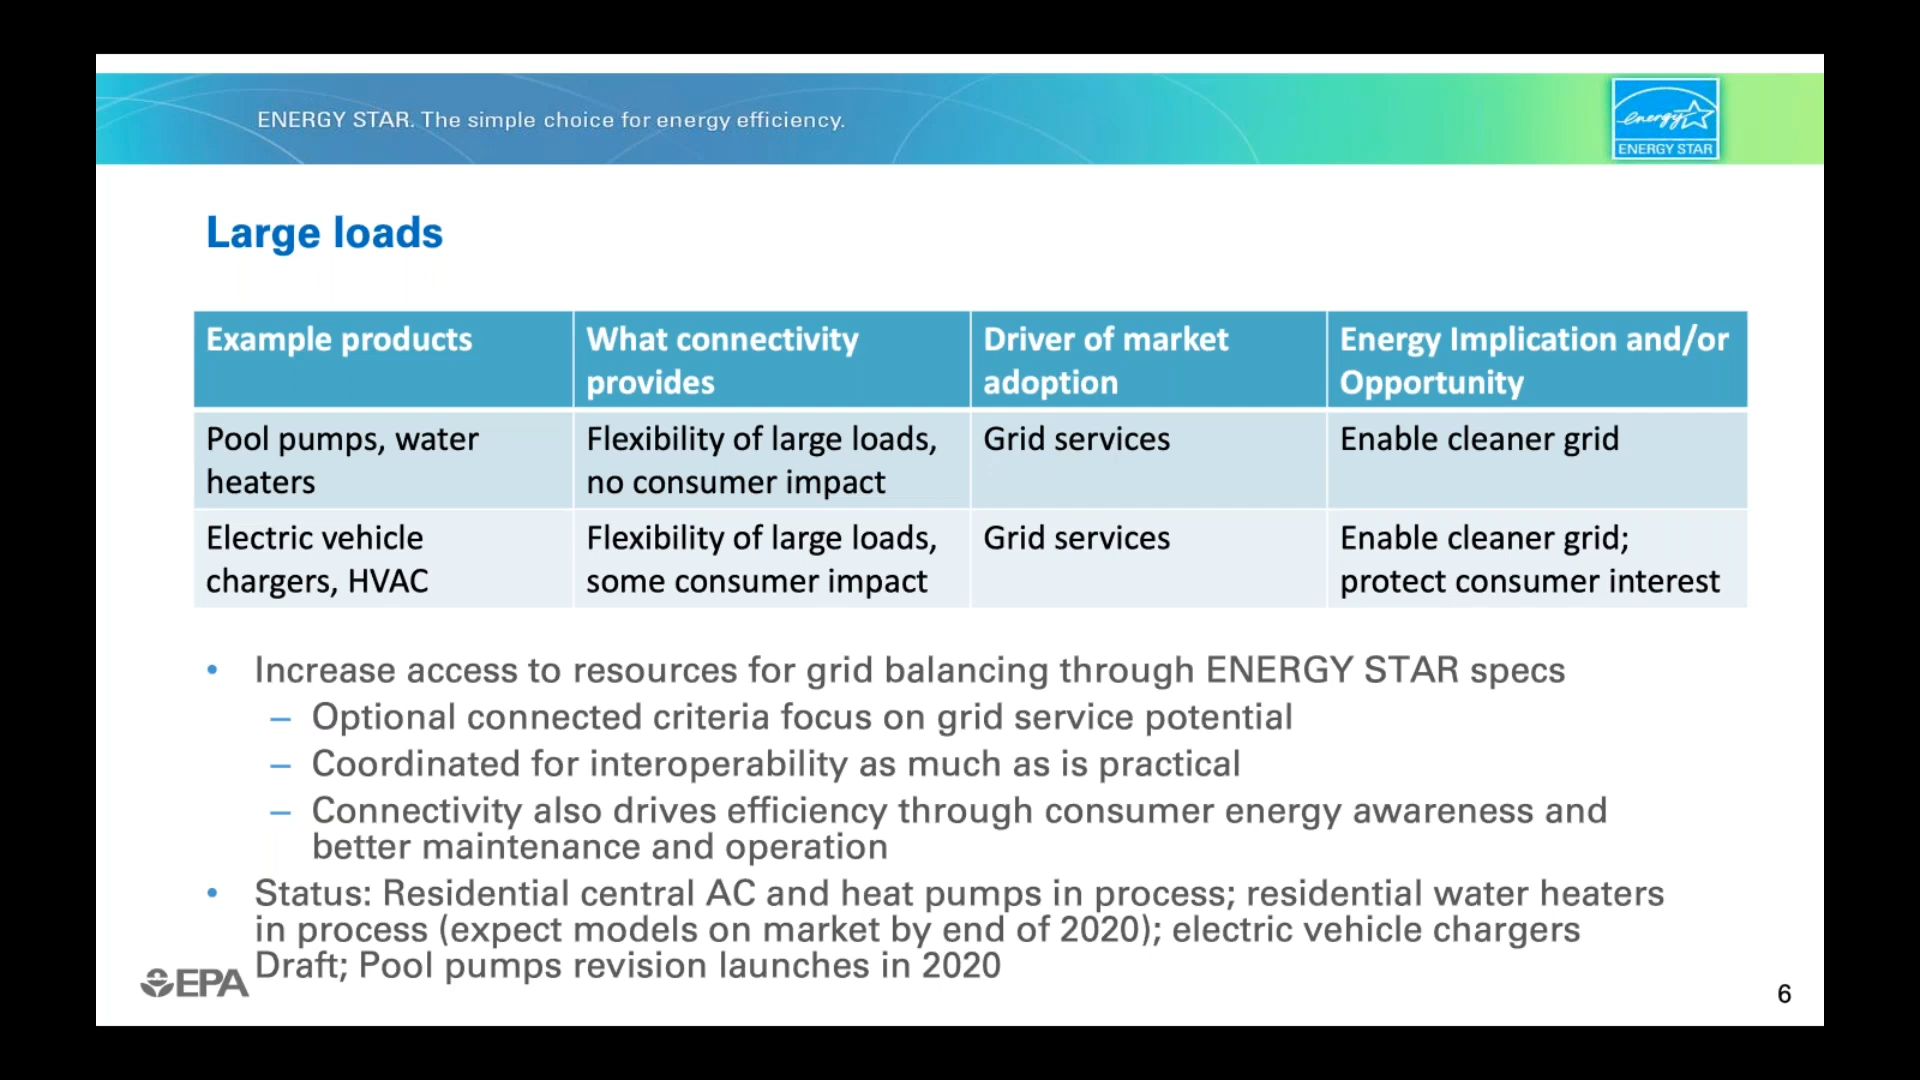 ENERGY STAR. The simple choice for energy efficiency.
energy
ENERGY STAR
Large loads
Example products
What connectivity
provides
Driver of market
adoption
Energy Implication and/or
Opportunity
Pool pumps, water
heaters
Flexibility of large loads,
no consumer impact
Grid services
Enable cleaner grid
Electric vehicle
chargers, HVAC
Flexibility of large loads,
some consumer impact
Grid services
Enable cleaner grid;
protect consumer interest
• Increase access to resources for grid balancing through ENERGY STAR specs
– Optional connected criteria focus on grid service potential
– Coordinated for interoperability as much as is practical
– Connectivity also drives efficiency through consumer energy awareness and
better maintenance and operation
• Status: Residential central AC and heat pumps in process; residential water heaters
in process (expect models on market by end of 2020); electric vehicle chargers
Draft; Pool pumps revision launches in 2020
EPA
6